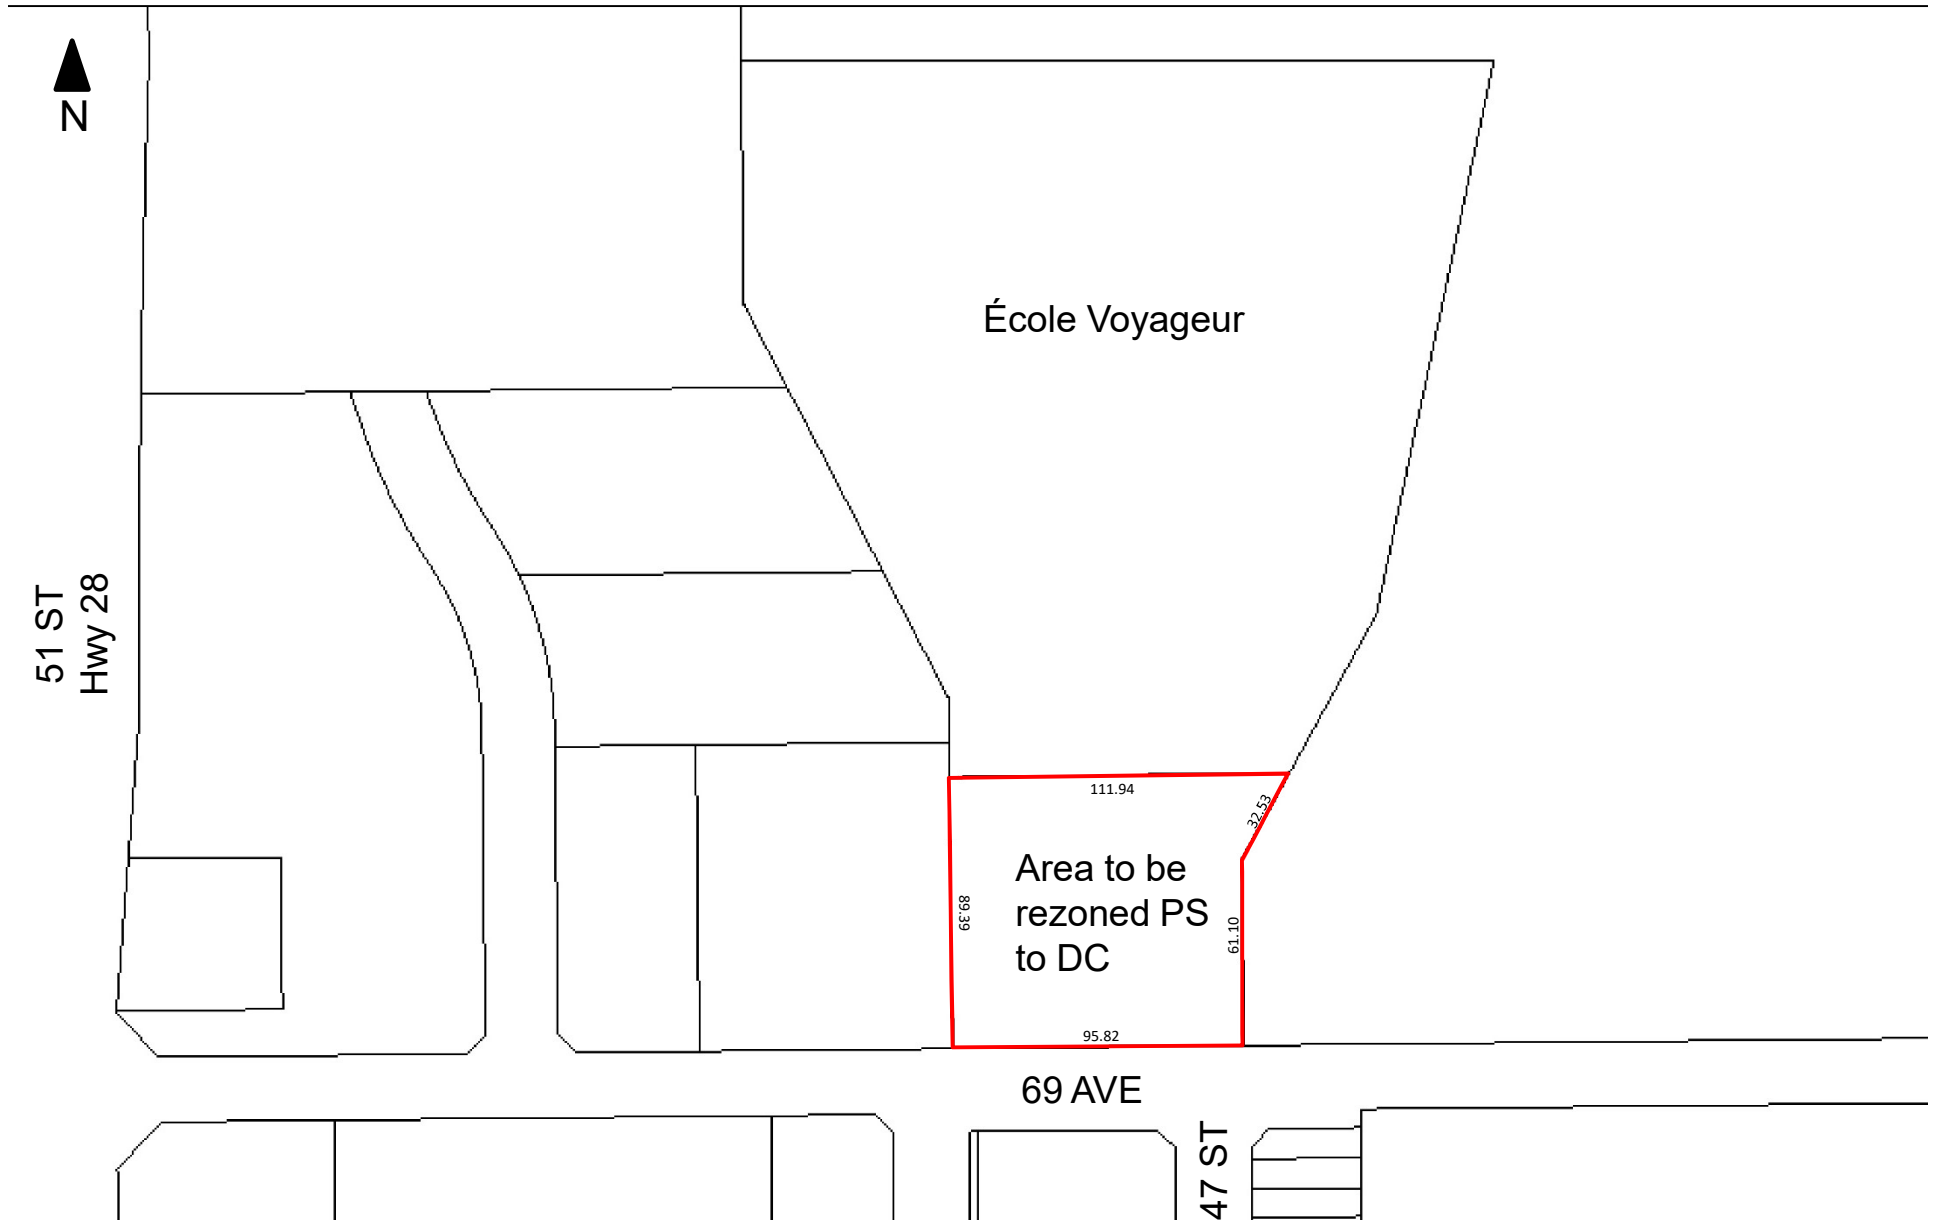 N
École Voyageur
51 ST
Hwy 28
111.94
32.53
Area to be
rezoned PS
to DC
89.39
61.10
95.82
69 AVE
47 ST